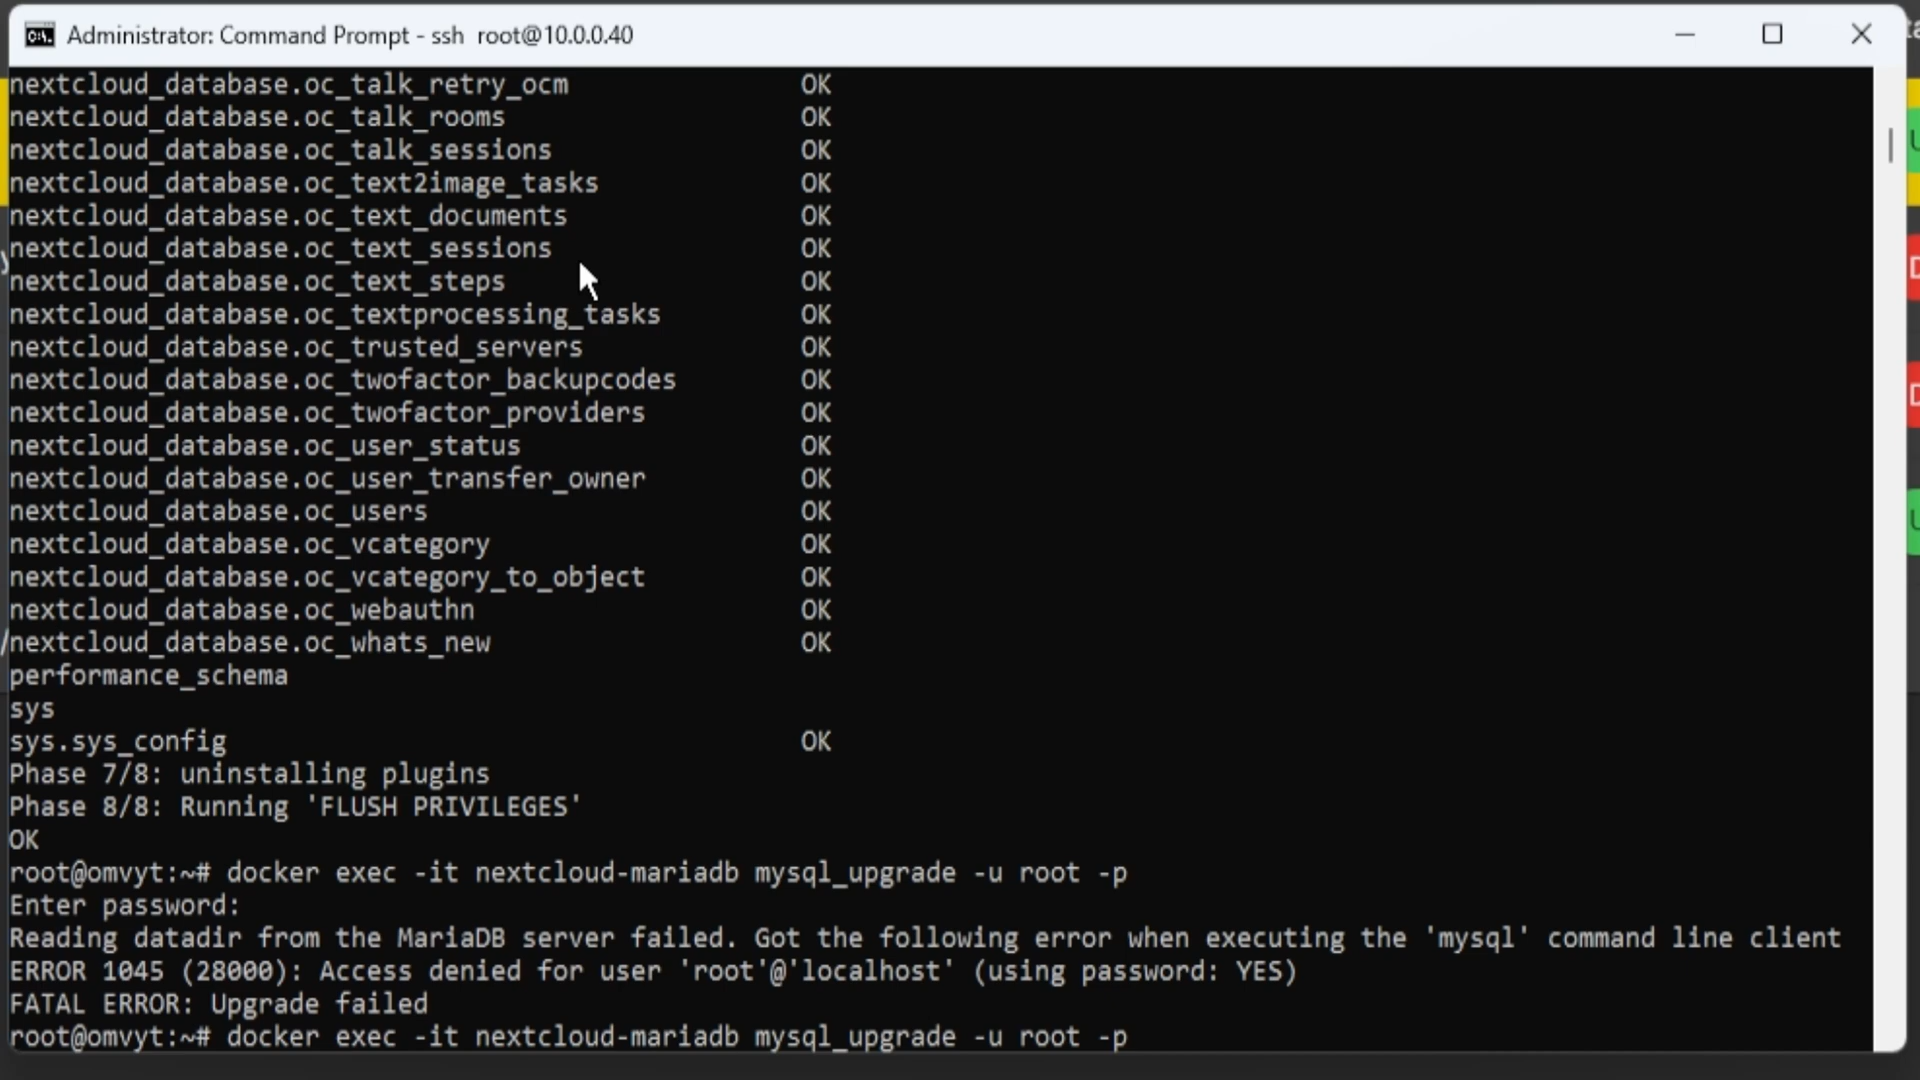 Administrator: Command Prompt - ssh  root@10.0.0.40
nextcloud_database.oc_talk_retry_ocm               OK
nextcloud_database.oc_talk_rooms                   OK
nextcloud_database.oc_talk_sessions                OK
nextcloud_database.oc_text2image_tasks             OK
nextcloud_database.oc_text_documents               OK
nextcloud_database.oc_text_sessions                OK
nextcloud_database.oc_text_steps                   OK
nextcloud_database.oc_textprocessing_tasks         OK
nextcloud_database.oc_trusted_servers              OK
nextcloud_database.oc_twofactor_backupcodes        OK
nextcloud_database.oc_twofactor_providers          OK
nextcloud_database.oc_user_status                  OK
nextcloud_database.oc_user_transfer_owner          OK
nextcloud_database.oc_users                        OK
nextcloud_database.oc_vcategory                    OK
nextcloud_database.oc_vcategory_to_object          OK
nextcloud_database.oc_webauthn                     OK
nextcloud_database.oc_whats_new                    OK
performance_schema
sys
sys.sys_config                                     OK
Phase 7/8: uninstalling plugins
Phase 8/8: Running 'FLUSH PRIVILEGES'
OK
root@omvyt:~# docker exec -it nextcloud-mariadb mysql_upgrade -u root -p
Enter password:
Reading datadir from the MariaDB server failed. Got the following error when executing the 'mysql' command line client
ERROR 1045 (28000): Access denied for user 'root'@'localhost' (using password: YES)
FATAL ERROR: Upgrade failed
root@omvyt:~# docker exec -it nextcloud-mariadb mysql_upgrade -u root -p